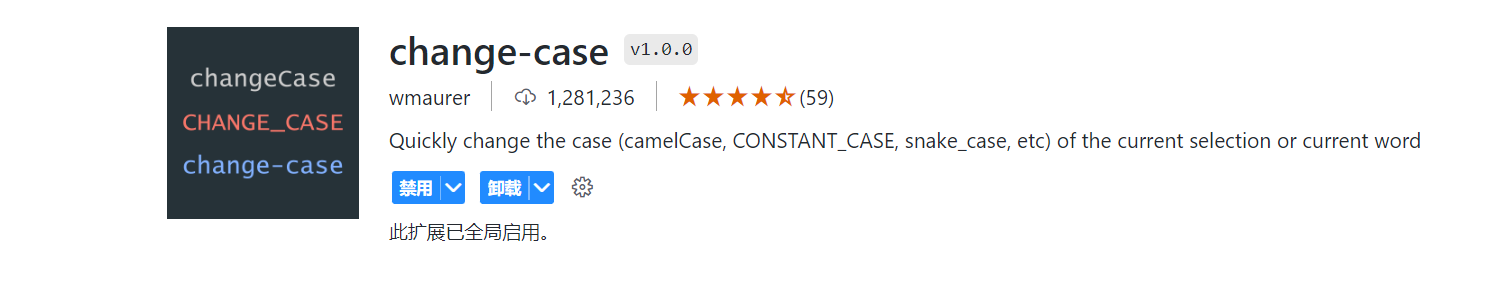 changeCase
CHANGE_CASE
change-case
change-case v1.0.0
wmaurer 1,281,236 (59)
Quickly change the case (camelCase, CONSTANT_CASE, snake_case, etc) of the current selection or current word
禁用 卸载
此扩展已全局启用。